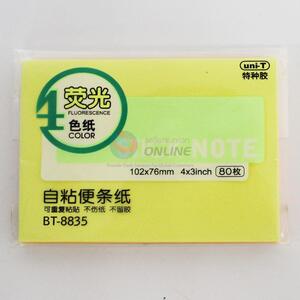 uni-T
特种胶
4
荧光
FLUORESCENCE
色纸
COLOR
NOTE
102x76mm 4x3inch 80枚
自粘便条纸
可重复粘贴 不伤纸 不留胶
BT-8835
ONLINE